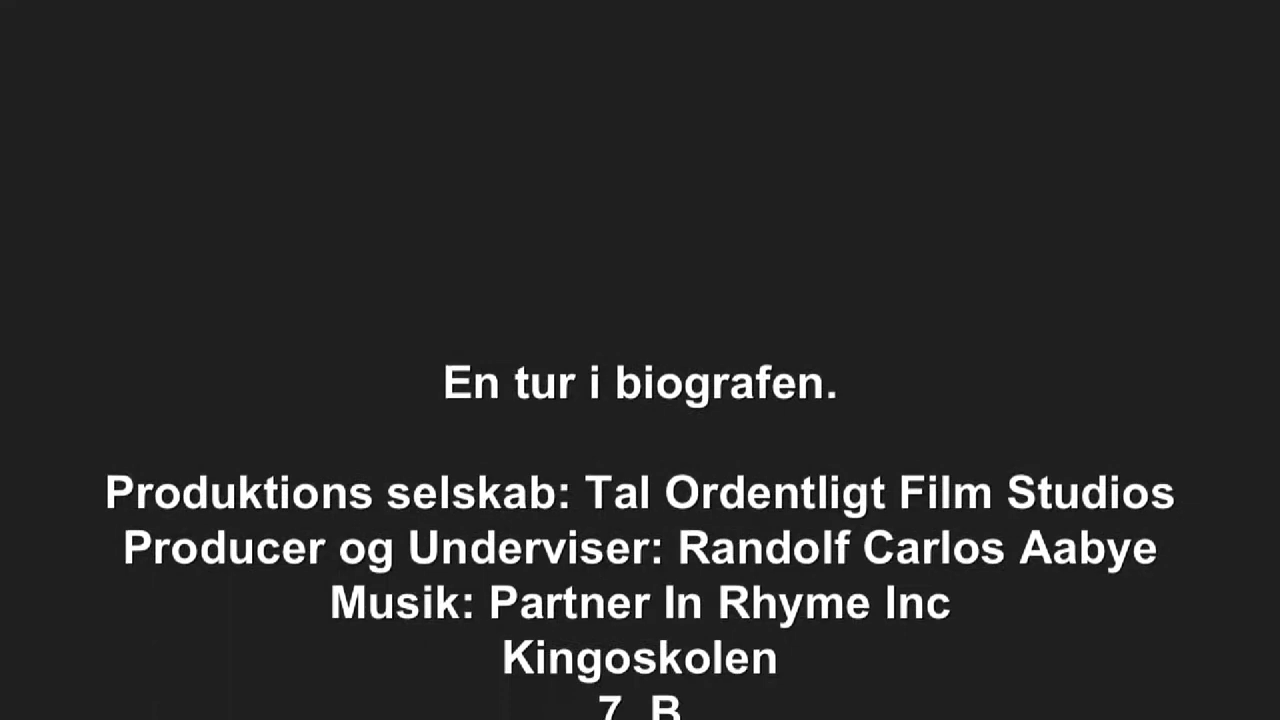 En tur i biografen.
Produktions selskab: Tal Ordentligt Film Studios
Producer og Underviser: Randolf Carlos Aabye
Musik: Partner In Rhyme Inc
Kingoskolen
7 B